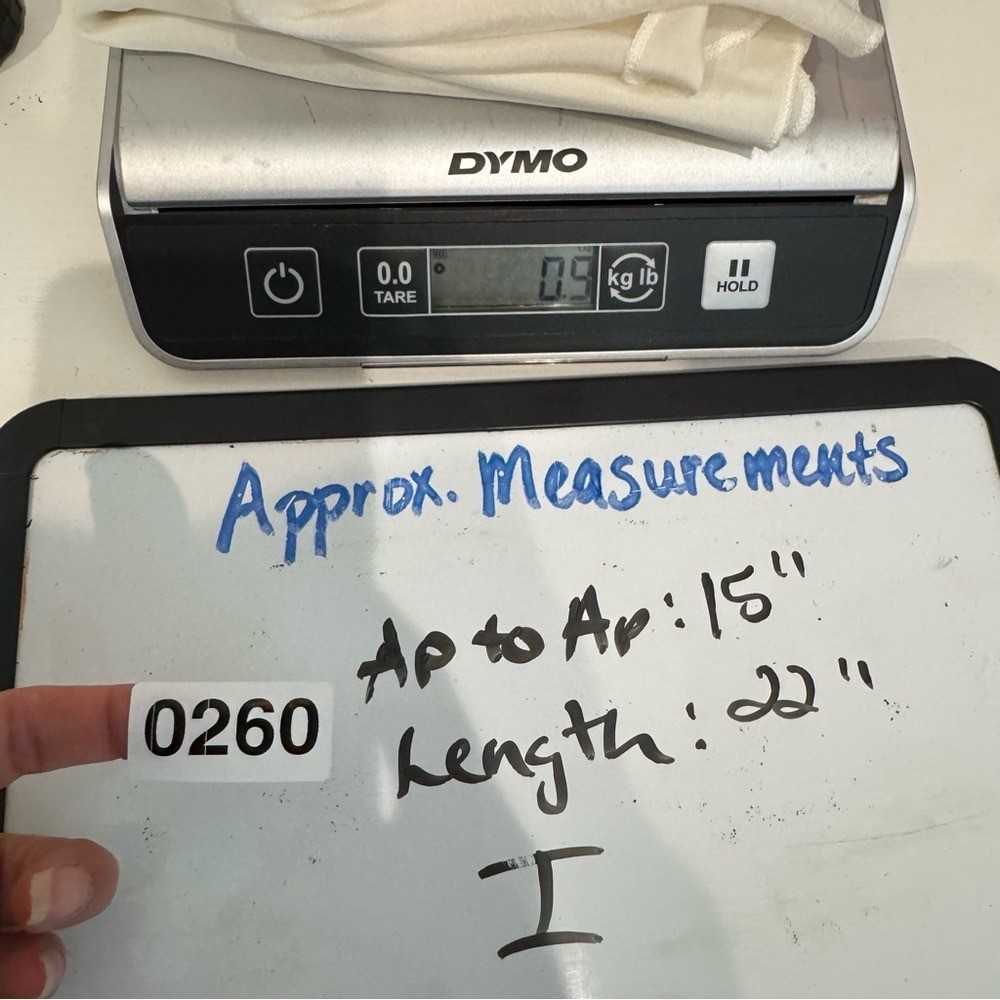 DYMO
0.0
TARE
0.5
kg lb
HOLD
Approx. Measurements
Ap to Ap: 15"
Length: 22"
0260
I